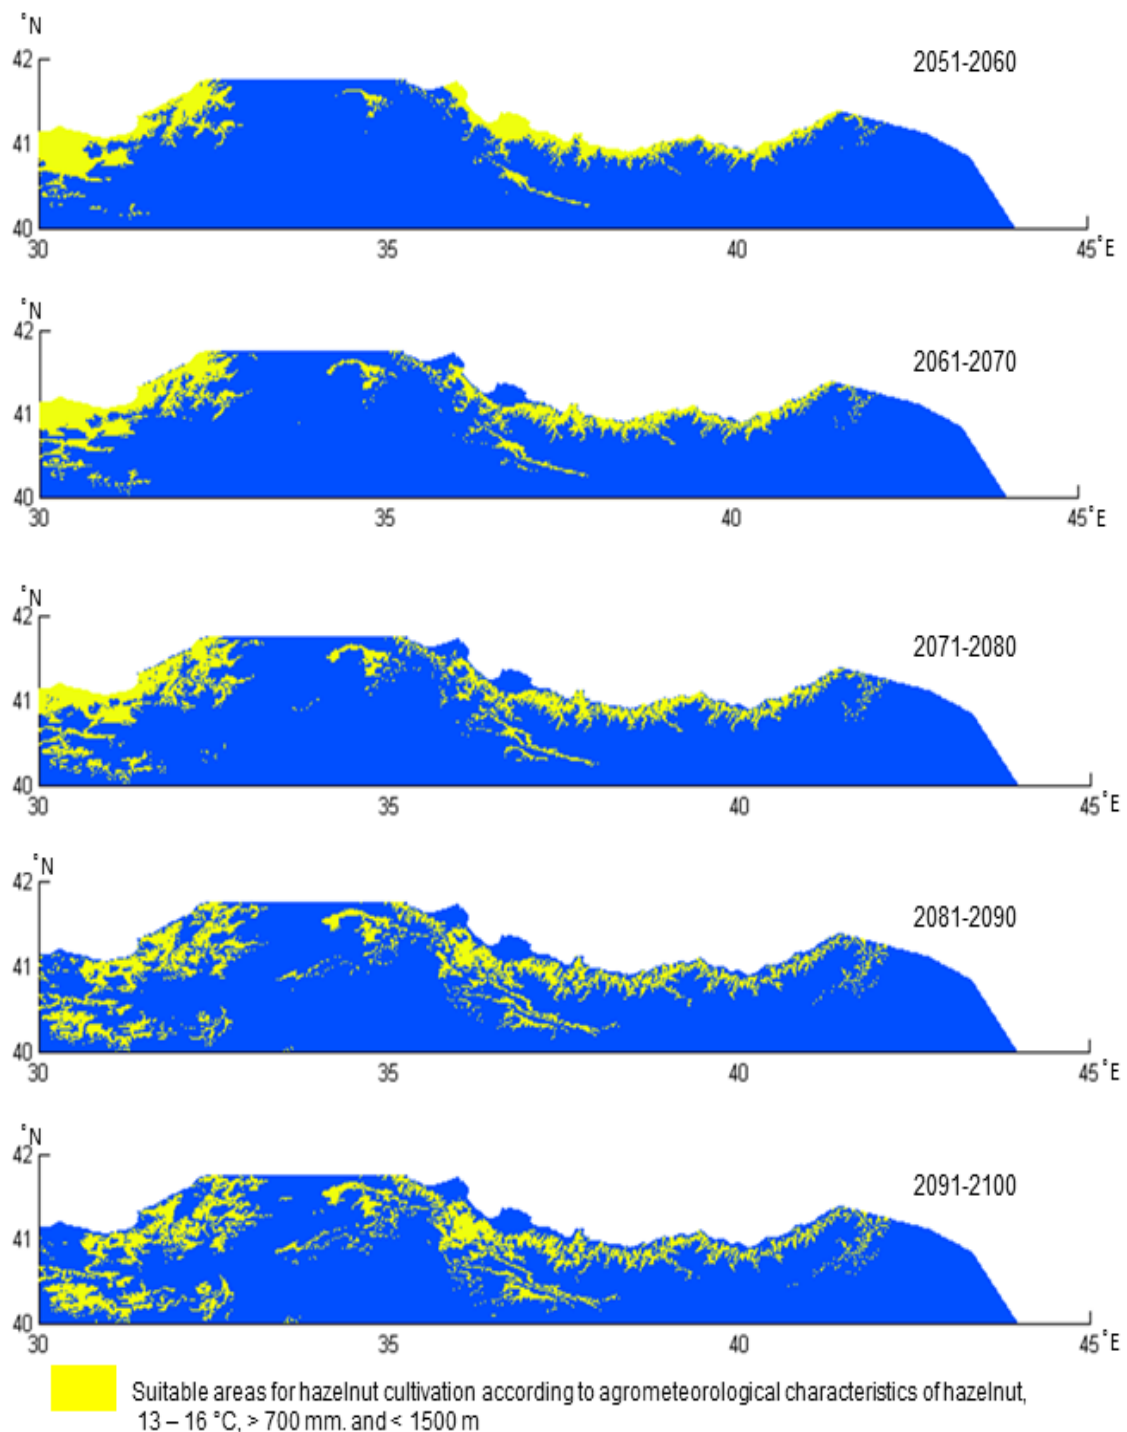 °N
42
2051-2060
41
40
30
35
40
45°E
°N
42
2061-2070
41
40
30
35
40
45°E
°N
42
2071-2080
41
40
30
35
40
45°E
°N
42
2081-2090
41
40
30
35
40
45°E
°N
42
2091-2100
41
40
30
35
40
45°E
Suitable areas for hazelnut cultivation according to agrometeorological characteristics of hazelnut,
13 – 16 °C, > 700 mm. and < 1500 m